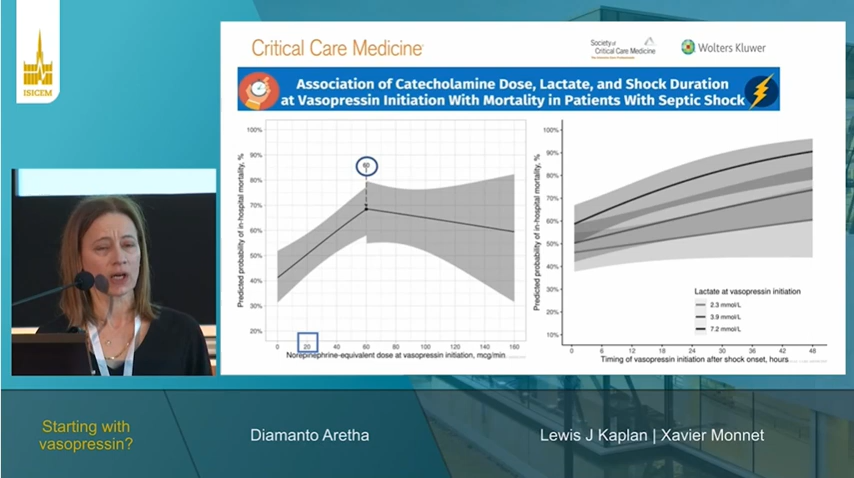 ISICEM
Critical Care Medicine
Society of
Critical Care Medicine
Wolters Kluwer
Association of Catecholamine Dose, Lactate, and Shock Duration
at Vasopressin Initiation With Mortality in Patients With Septic Shock
Predicted probability of in-hospital mortality, %
100%
90%
80%
70%
60%
50%
40%
30%
20%
60
0
20
40
60
80
100
120
140
160
Norepinephrine-equivalent dose at vasopressin initiation, mcg/min
Predicted probability of in-hospital mortality, %
100%
90%
80%
70%
60%
50%
40%
30%
20%
10%
Lactate at vasopressin initiation
2.3 mmol/L
3.9 mmol/L
7.2 mmol/L
0
6
12
18
24
30
36
42
48
Timing of vasopressin initiation after shock onset, hours
Starting with
vasopressin?
Diamanto Aretha
Lewis J Kaplan | Xavier Monnet